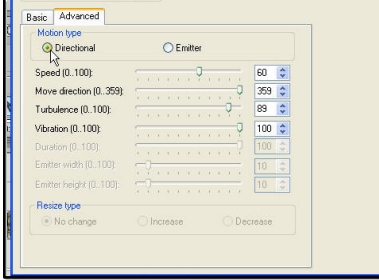 Basic Advanced
Motion type
Directional Emitter
Speed (0..100): 60
Move direction (0..359): 359
Turbulence (0..100): 89
Vibration (0..100): 100
Duration (0..100): 100
Emitter width (0..100): 10
Emitter height (0..100): 10
Resize type
No change Increase Decrease